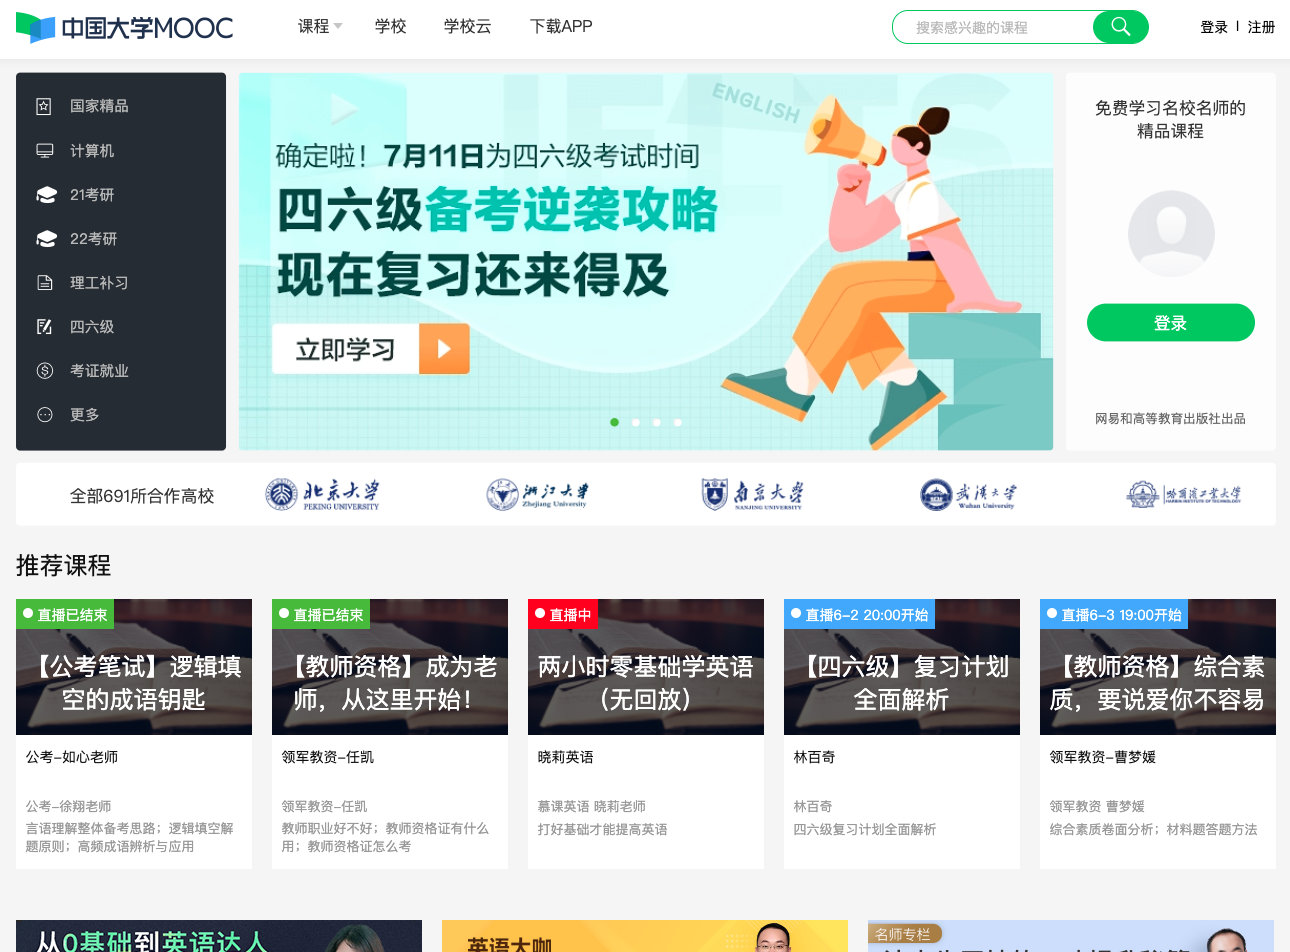 中国大学MOOC
课程 学校 学校云 下载APP
搜索感兴趣的课程
登录 | 注册
国家精品
计算机
21考研
22考研
理工补习
四六级
考证就业
更多
ENGLISH
确定啦！7月11日为四六级考试时间
四六级备考逆袭攻略
现在复习还来得及
立即学习
免费学习名校名师的
精品课程
登录
网易和高等教育出版社出品
全部691所合作高校
北京大学
PEKING UNIVERSITY
浙江大学
Zhejiang University
南京大学
NANJING UNIVERSITY
武汉大学
Wuhan University
哈尔滨工业大学
HARBIN INSTITUTE OF TECHNOLOGY
推荐课程
直播已结束
【公考笔试】逻辑填
空的成语钥匙
公考-如心老师
公考-徐翔老师
言语理解整体备考思路；逻辑填空解
题原则；高频成语辨析与应用
直播已结束
【教师资格】成为老
师，从这里开始！
领军教资-任凯
领军教资-任凯
教师职业好不好；教师资格证有什么
用；教师资格证怎么考
直播中
两小时零基础学英语
（无回放）
晓莉英语
慕课英语 晓莉老师
打好基础才能提高英语
直播6-2 20:00开始
【四六级】复习计划
全面解析
林百奇
林百奇
四六级复习计划全面解析
直播6-3 19:00开始
【教师资格】综合素
质，要说爱你不容易
领军教资-曹梦媛
领军教资 曹梦媛
综合素质卷面分析；材料题答题方法
从0基础到英语达人
英语大咖
名师专栏